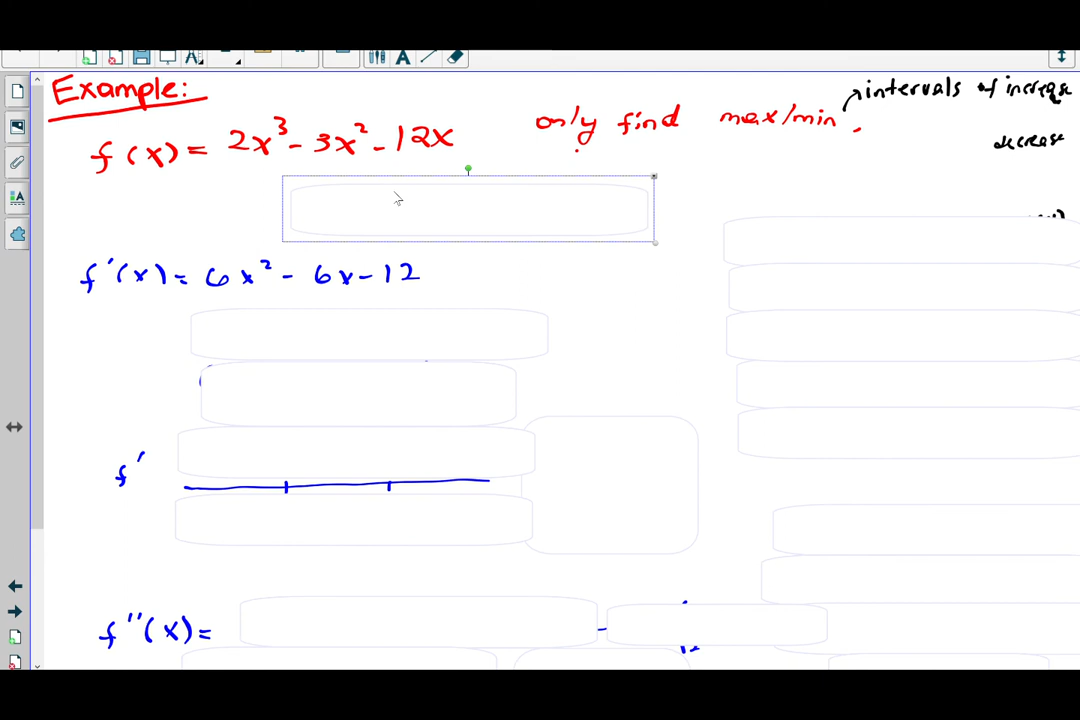 Example:
intervals of increase
f(x) = 2x³ - 3x² - 12x
only find max/min.
decrease
f'(x) = 6x² - 6x - 12
f'
f''(x) =